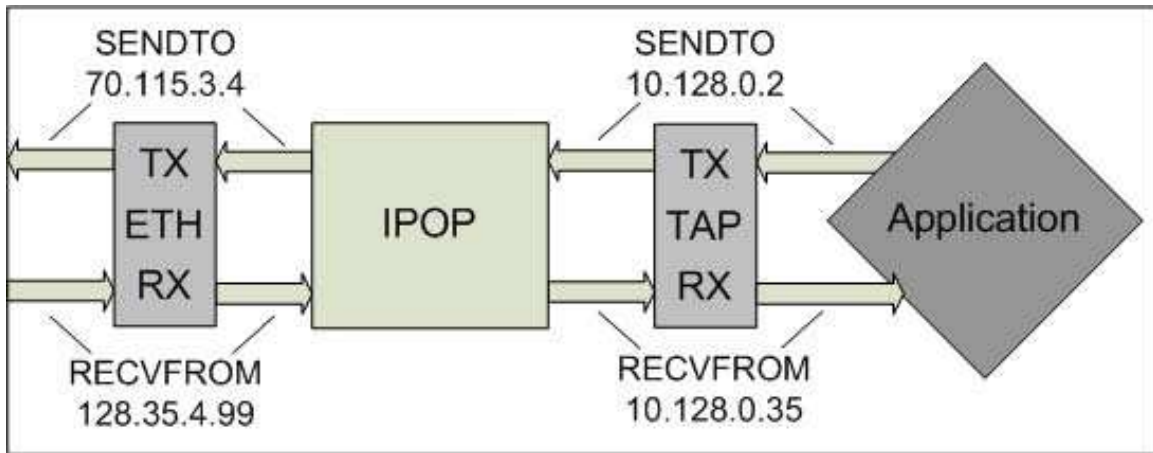 SENDTO
70.115.3.4
SENDTO
10.128.0.2
TX
ETH
RX
IPOP
TX
TAP
RX
Application
RECVFROM
128.35.4.99
RECVFROM
10.128.0.35